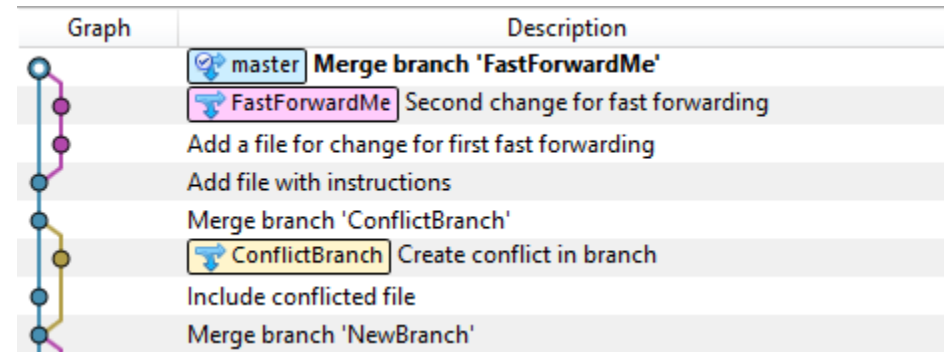 Graph Description
master Merge branch 'FastForwardMe'
FastForwardMe Second change for fast forwarding
Add a file for change for first fast forwarding
Add file with instructions
Merge branch 'ConflictBranch'
ConflictBranch Create conflict in branch
Include conflicted file
Merge branch 'NewBranch'